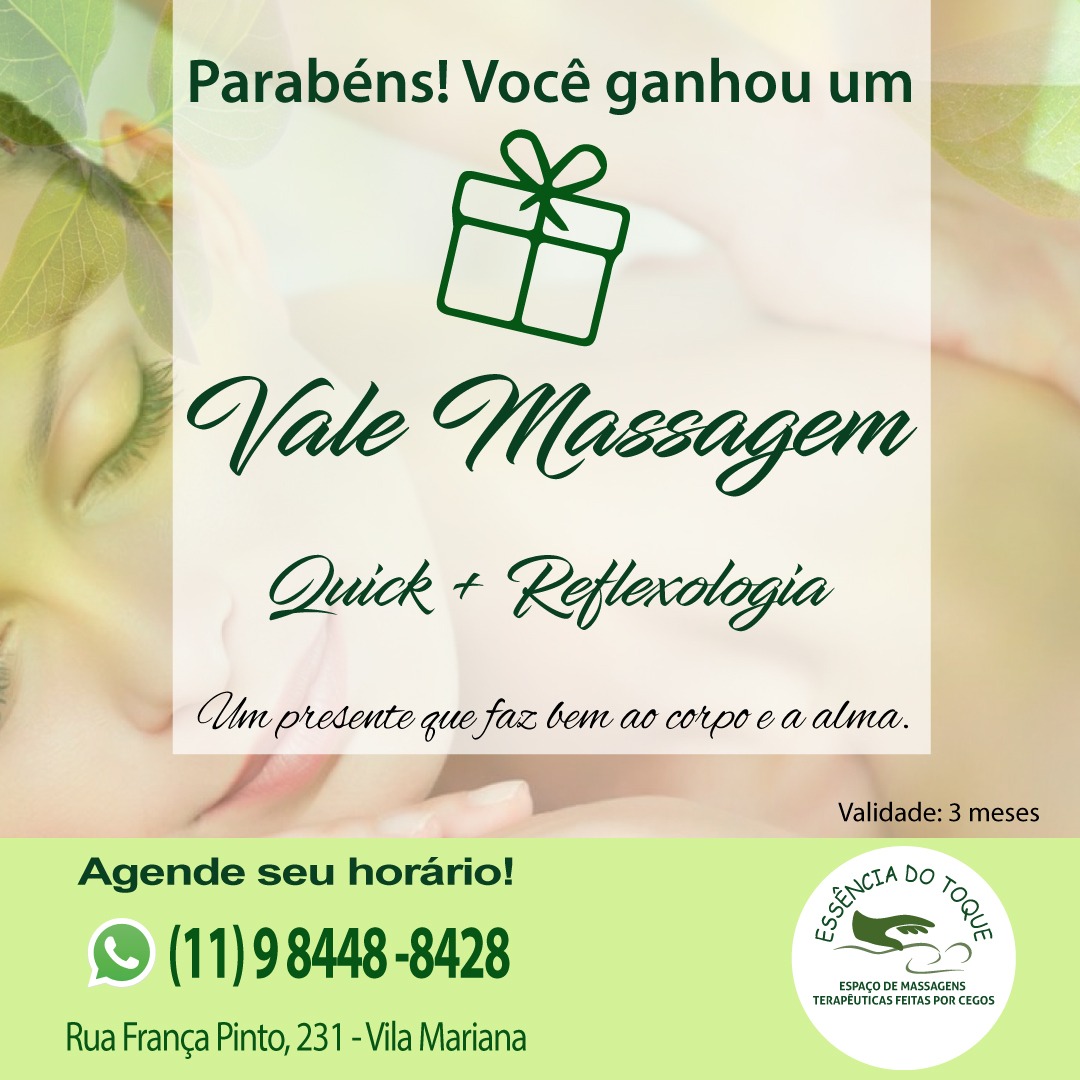 Parabéns! Você ganhou um
Vale Massagem
Quick + Reflexologia
Um presente que faz bem ao corpo e a alma.
Validade: 3 meses
Agende seu horário!
(11) 9 8448-8428
Rua França Pinto, 231 - Vila Mariana
ESSÊNCIA DO TOQUE
ESPAÇO DE MASSAGENS
TERAPÊUTICAS FEITAS POR CEGOS